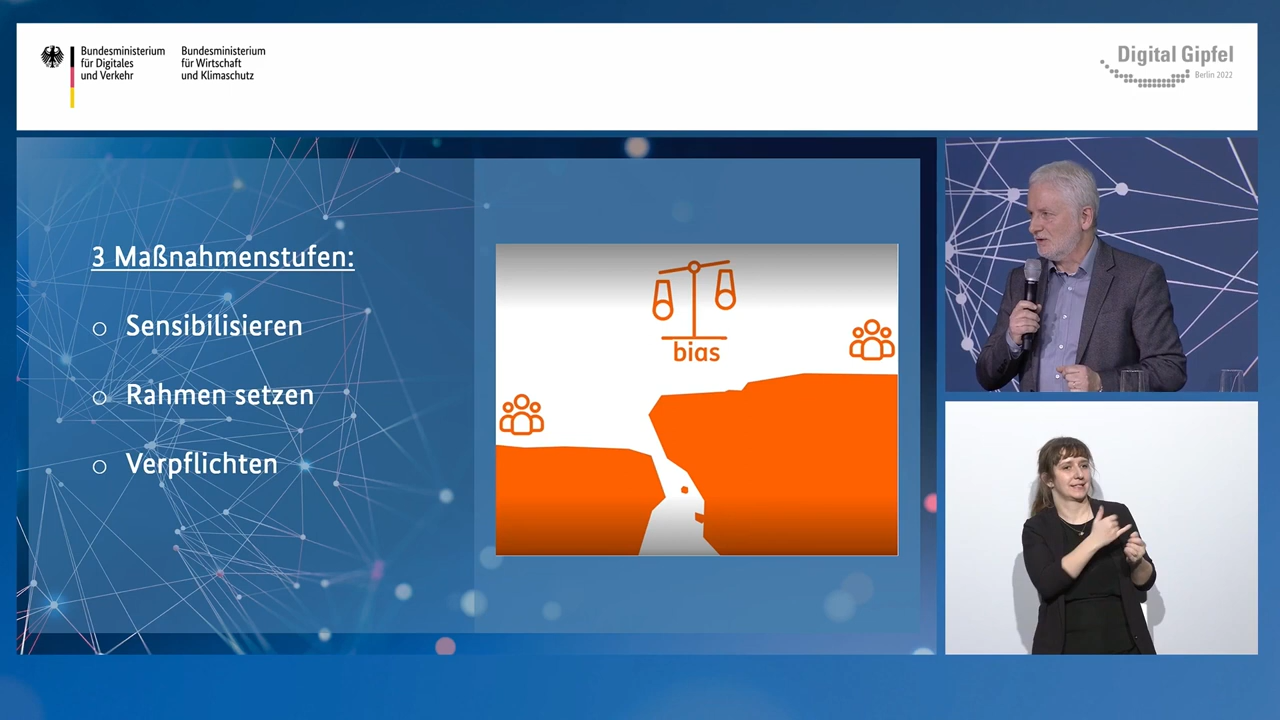 Bundesministerium
für Digitales
und Verkehr
Bundesministerium
für Wirtschaft
und Klimaschutz
Digital Gipfel
Berlin 2022
3 Maßnahmenstufen:
Sensibilisieren
Rahmen setzen
Verpflichten
bias